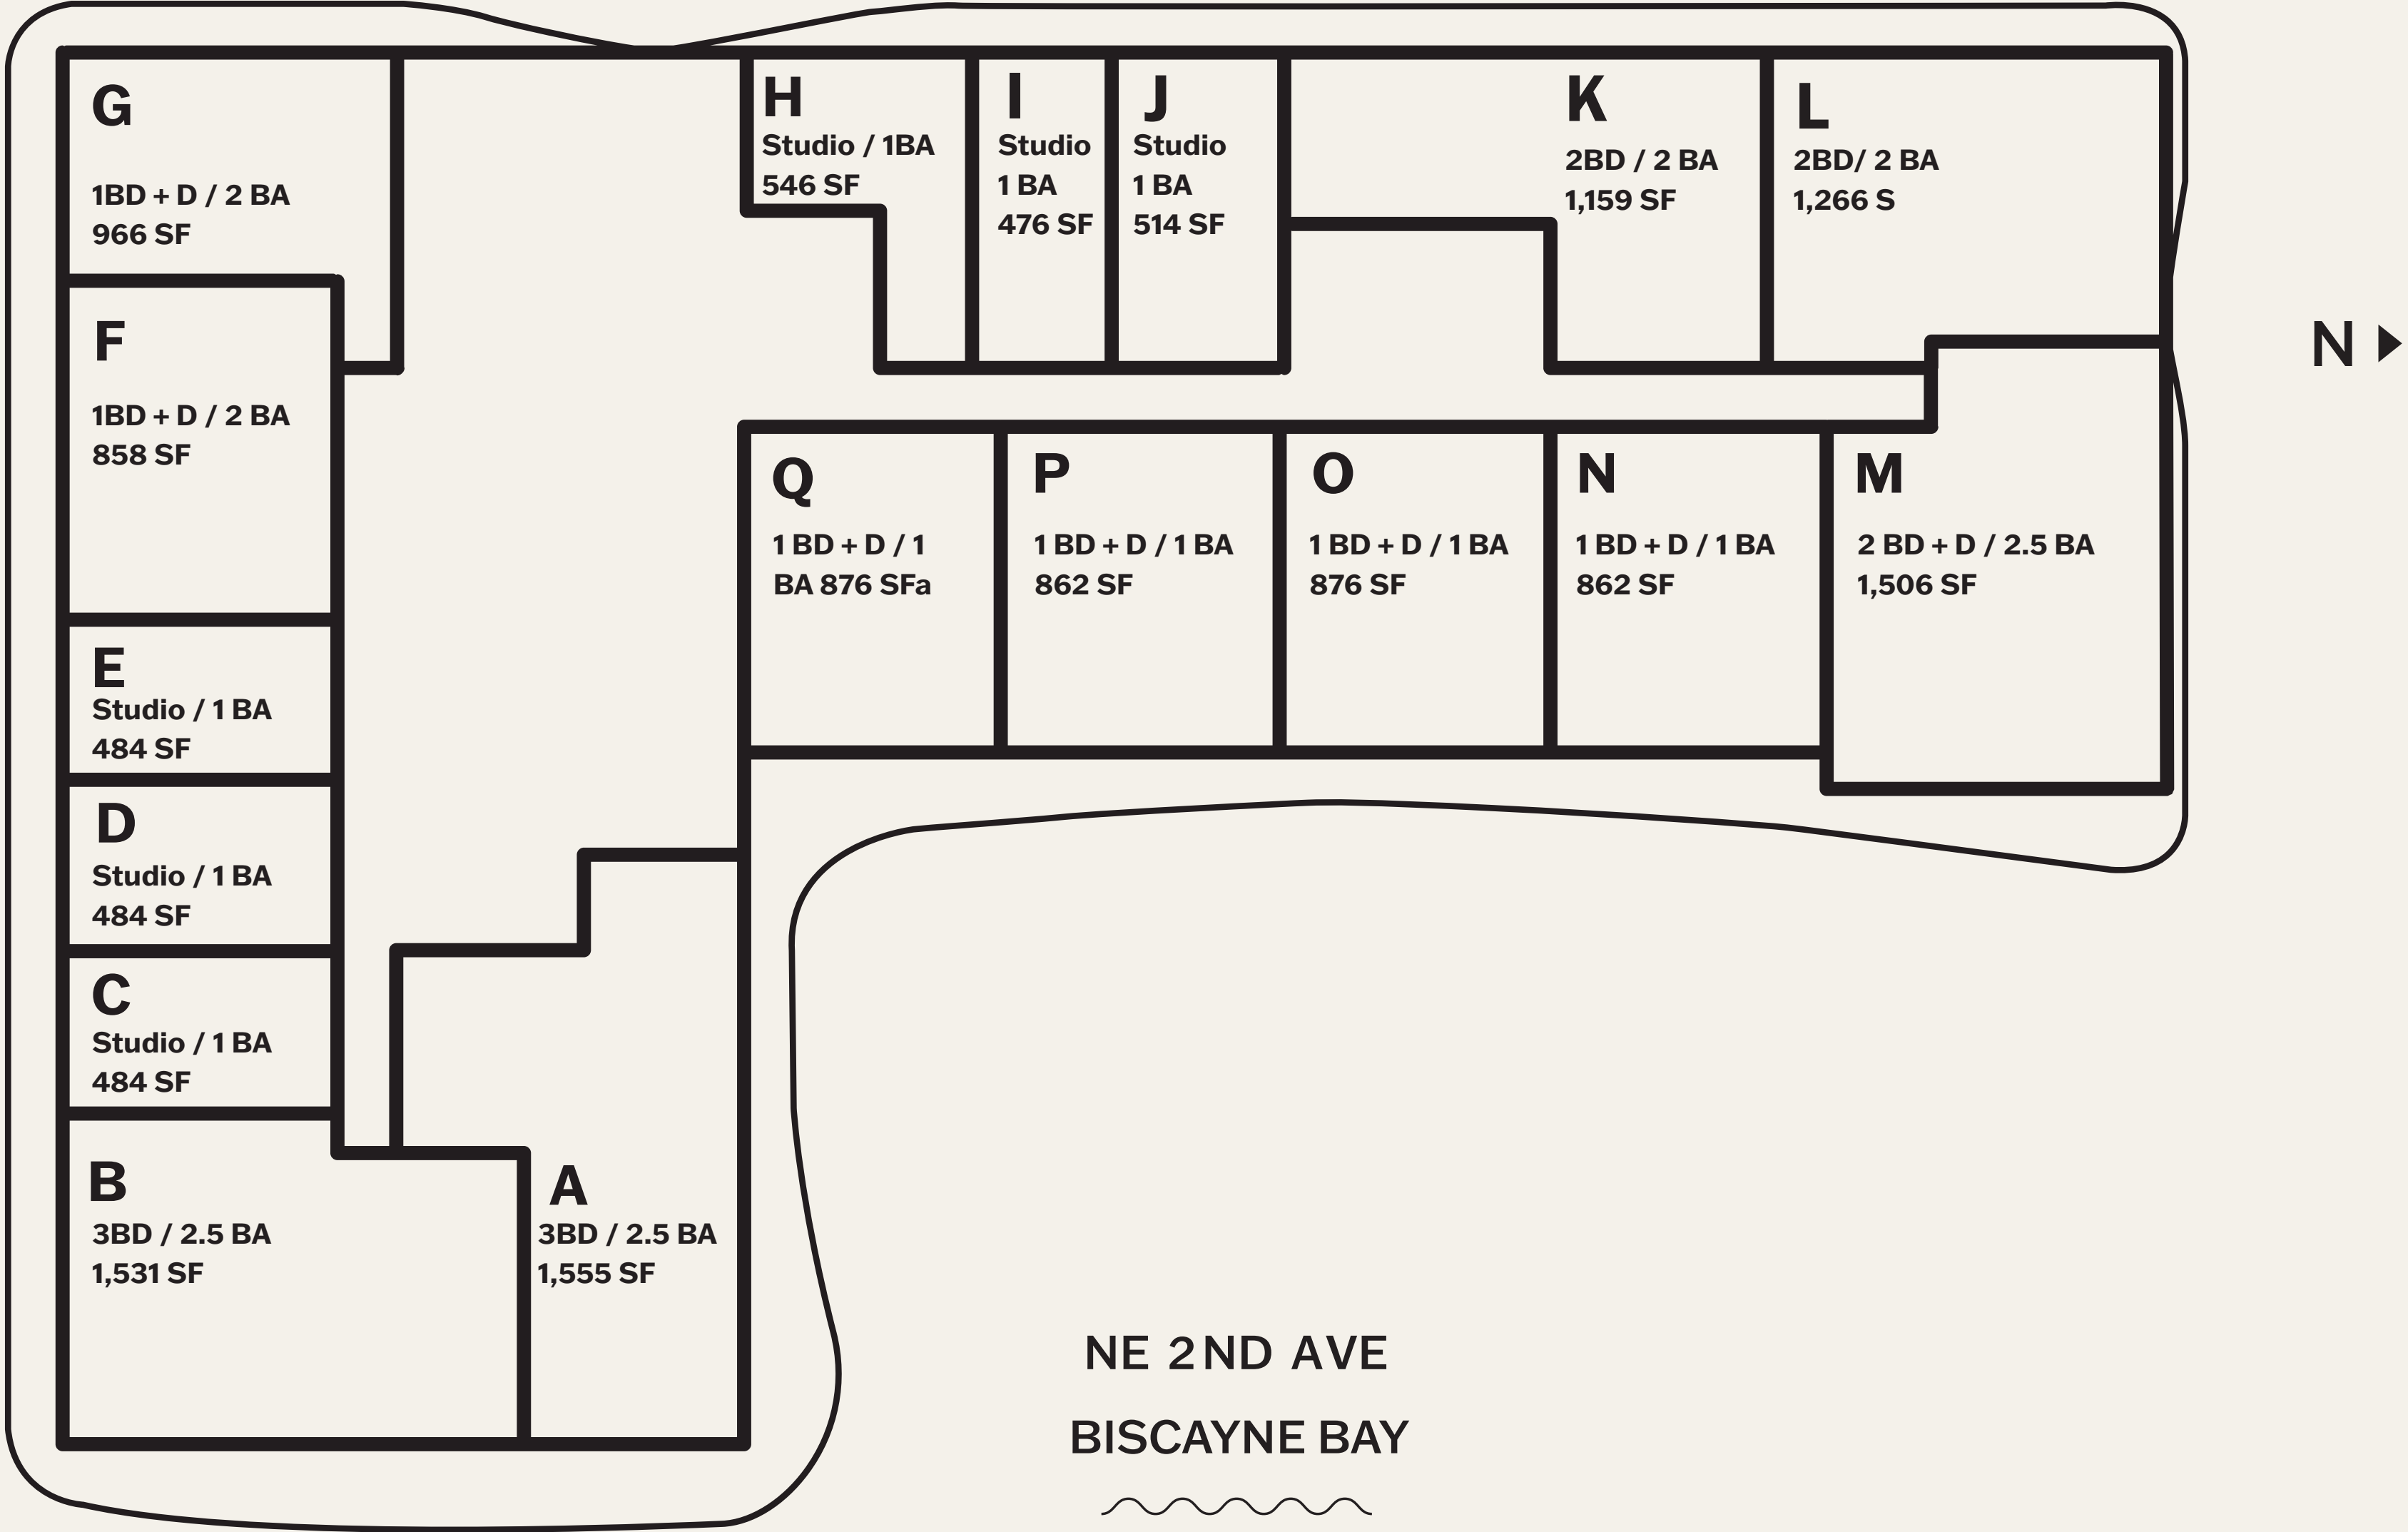 G
1BD + D / 2 BA
966 SF
H
Studio / 1BA
546 SF
I
Studio
1 BA
476 SF
J
Studio
1 BA
514 SF
K
2BD / 2 BA
1,159 SF
L
2BD/ 2 BA
1,266 S
N
F
1BD + D / 2 BA
858 SF
Q
1 BD + D / 1
BA 876 SFa
P
1 BD + D / 1 BA
862 SF
O
1 BD + D / 1 BA
876 SF
N
1 BD + D / 1 BA
862 SF
M
2 BD + D / 2.5 BA
1,506 SF
E
Studio / 1 BA
484 SF
D
Studio / 1 BA
484 SF
C
Studio / 1 BA
484 SF
B
3BD / 2.5 BA
1,531 SF
A
3BD / 2.5 BA
1,555 SF
NE 2ND AVE
BISCAYNE BAY